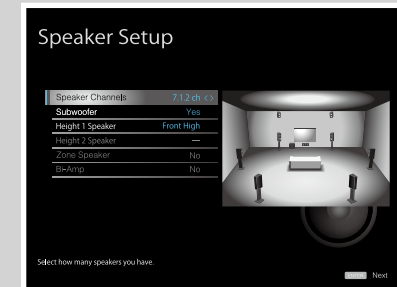 Speaker Setup
Speaker Channels 7.1.2 ch <>
Subwoofer Yes
Height 1 Speaker Front High
Height 2 Speaker —
Zone Speaker No
Bi-Amp No
Select how many speakers you have.
ENTER Next